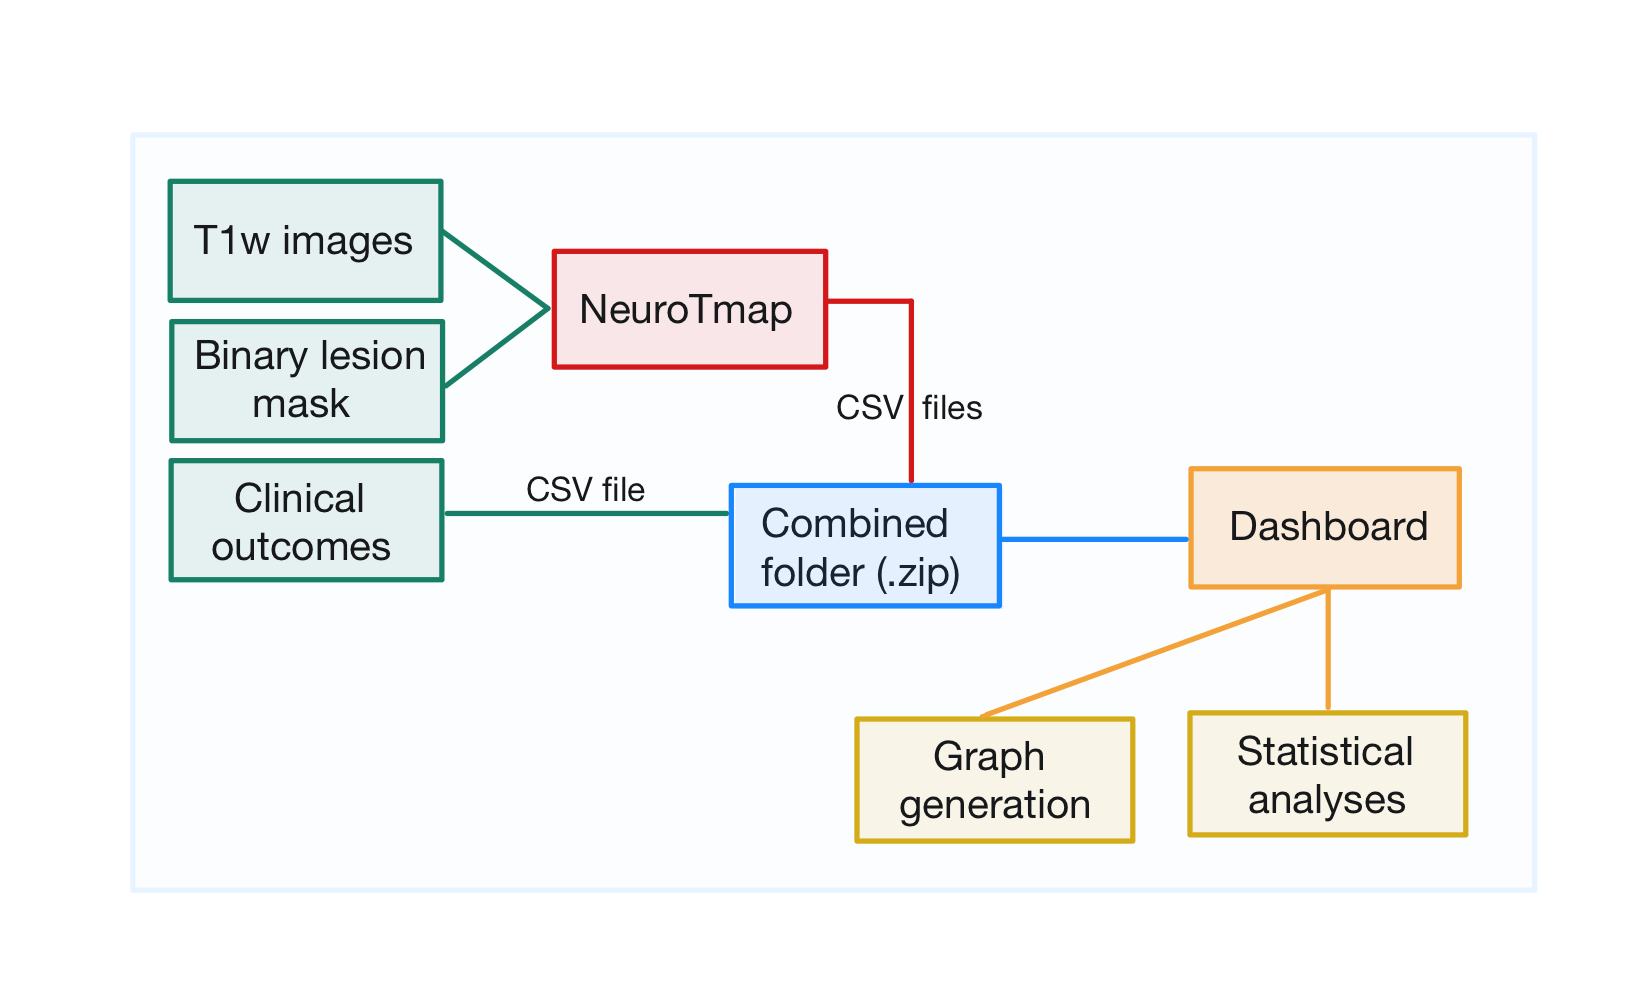 T1w images
Binary lesion
mask
Clinical
outcomes
NeuroTmap
CSV files
CSV file
Combined
folder (.zip)
Dashboard
Graph
generation
Statistical
analyses